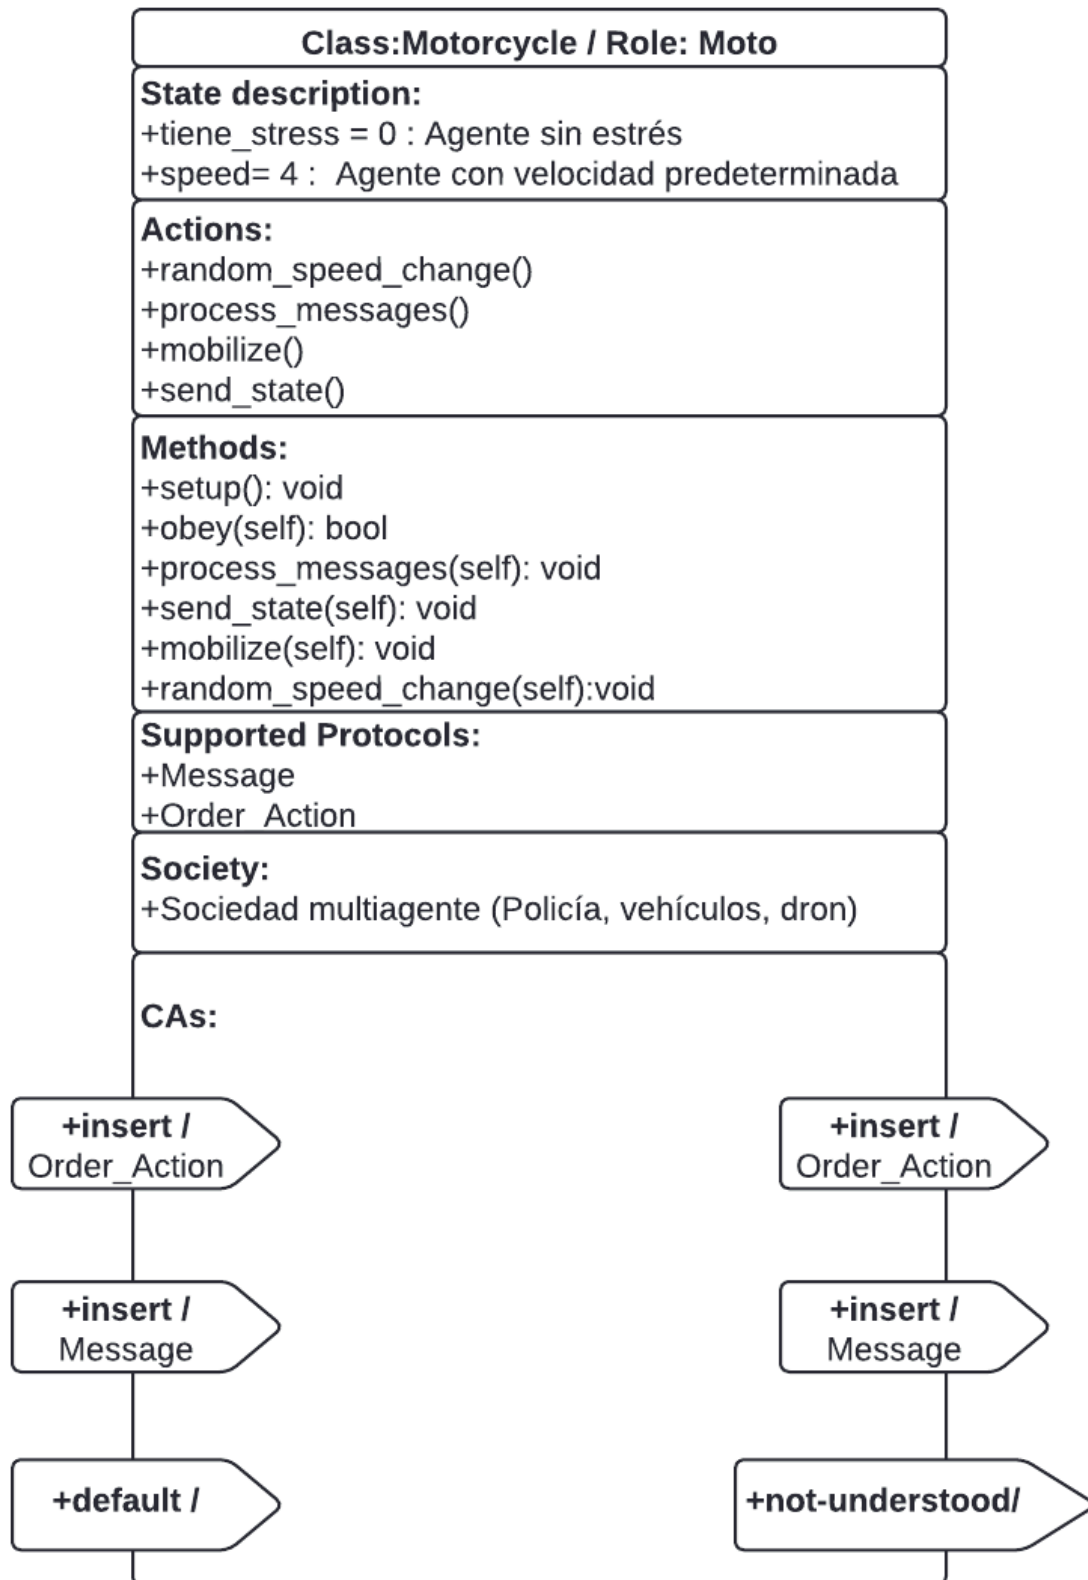 Class:Motorcycle / Role: Moto
State description:
+tiene_stress = 0 : Agente sin estrés
+speed= 4 :  Agente con velocidad predeterminada
Actions:
+random_speed_change()
+process_messages()
+mobilize()
+send_state()
Methods:
+setup(): void
+obey(self): bool
+process_messages(self): void
+send_state(self): void
+mobilize(self): void
+random_speed_change(self):void
Supported Protocols:
+Message
+Order_Action
Society:
+Sociedad multiagente (Policía, vehículos, dron)
CAs:
+insert /
Order_Action
+insert /
Order_Action
+insert /
Message
+insert /
Message
+default /
+not-understood/